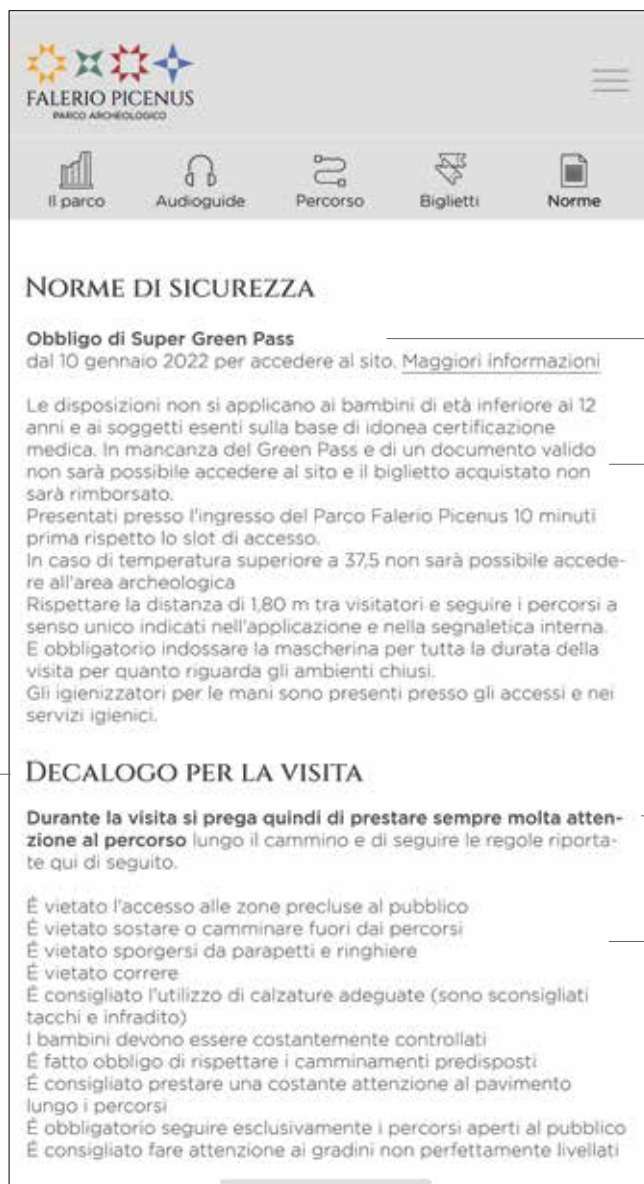 FALERIO PICENUS
PARCO ARCHEOLOGICO
Il parco
Audioguide
Percorso
Biglietti
Norme
NORME DI SICUREZZA
Obbligo di Super Green Pass
dal 10 gennaio 2022 per accedere al sito. Maggiori informazioni
Le disposizioni non si applicano ai bambini di età inferiore ai 12
anni e ai soggetti esenti sulla base di idonea certificazione
medica. In mancanza del Green Pass e di un documento valido
non sarà possibile accedere al sito e il biglietto acquistato non
sarà rimborsato.
Presentati presso l'ingresso del Parco Falerio Picenus 10 minuti
prima rispetto lo slot di accesso.
In caso di temperatura superiore a 37,5 non sarà possibile accede-
re all'area archeologica
Rispettare la distanza di 1,80 m tra visitatori e seguire i percorsi a
senso unico indicati nell'applicazione e nella segnaletica interna.
E obbligatorio indossare la mascherina per tutta la durata della
visita per quanto riguarda gli ambienti chiusi.
Gli igienizzatori per le mani sono presenti presso gli accessi e nei
servizi igienici.
DECALOGO PER LA VISITA
Durante la visita si prega quindi di prestare sempre molta atten-
zione al percorso lungo il cammino e di seguire le regole riporta-
te qui di seguito.
É vietato l'accesso alle zone precluse al pubblico
É vietato sostare o camminare fuori dai percorsi
É vietato sporgersi da parapetti e ringhiere
É vietato correre
É consigliato l'utilizzo di calzature adeguate (sono sconsigliati
tacchi e infradito)
I bambini devono essere costantemente controllati
É fatto obbligo di rispettare i camminamenti predisposti
É consigliato prestare una costante attenzione al pavimento
lungo i percorsi
É obbligatorio seguire esclusivamente i percorsi aperti al pubblico
É consigliato fare attenzione ai gradini non perfettamente livellati